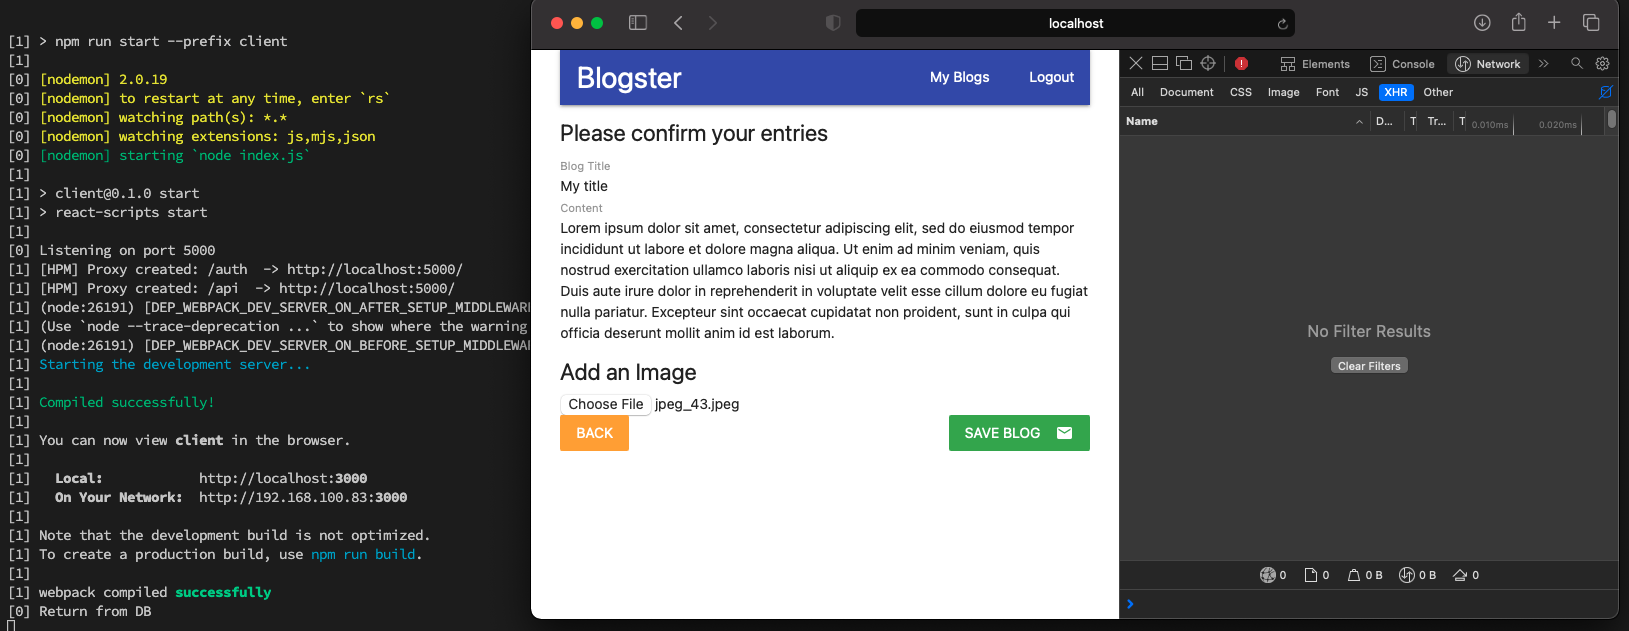 [1] > npm run start --prefix client
[1]
[0] [nodemon] 2.0.19
[0] [nodemon] to restart at any time, enter `rs`
[0] [nodemon] watching path(s): *.*
[0] [nodemon] watching extensions: js,mjs,json
[0] [nodemon] starting `node index.js`
[1]
[1] > client@0.1.0 start
[1] > react-scripts start
[1]
[0] Listening on port 5000
[1] [HPM] Proxy created: /auth  -> http://localhost:5000/
[1] [HPM] Proxy created: /api  -> http://localhost:5000/
[1] (node:26191) [DEP_WEBPACK_DEV_SERVER_ON_AFTER_SETUP_MIDDLEWAR
[1] (Use `node --trace-deprecation ...` to show where the warning
[1] (node:26191) [DEP_WEBPACK_DEV_SERVER_ON_BEFORE_SETUP_MIDDLEWA
[1] Starting the development server...
[1]
[1] Compiled successfully!
[1]
[1] You can now view client in the browser.
[1]
[1]   Local:            http://localhost:3000
[1]   On Your Network:  http://192.168.100.83:3000
[1]
[1] Note that the development build is not optimized.
[1] To create a production build, use npm run build.
[1]
[1] webpack compiled successfully
[0] Return from DB
localhost
Blogster
My Blogs
Logout
Please confirm your entries
Blog Title
My title
Content
Lorem ipsum dolor sit amet, consectetur adipiscing elit, sed do eiusmod tempor
incididunt ut labore et dolore magna aliqua. Ut enim ad minim veniam, quis
nostrud exercitation ullamco laboris nisi ut aliquip ex ea commodo consequat.
Duis aute irure dolor in reprehenderit in voluptate velit esse cillum dolore eu fugiat
nulla pariatur. Excepteur sint occaecat cupidatat non proident, sunt in culpa qui
officia deserunt mollit anim id est laborum.
Add an Image
Choose File jpeg_43.jpeg
BACK
SAVE BLOG
Elements Console Network
All Document CSS Image Font JS XHR Other
Name D... T Tr... T 0.010ms 0.020ms
No Filter Results
Clear Filters
0 0 0 B 0 B 0